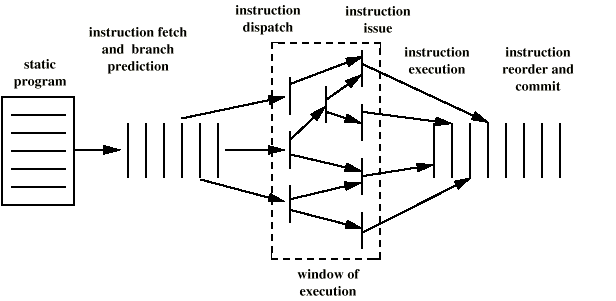 static
program
instruction fetch
and branch
prediction
instruction
dispatch
instruction
issue
instruction
execution
instruction
reorder and
commit
window of
execution